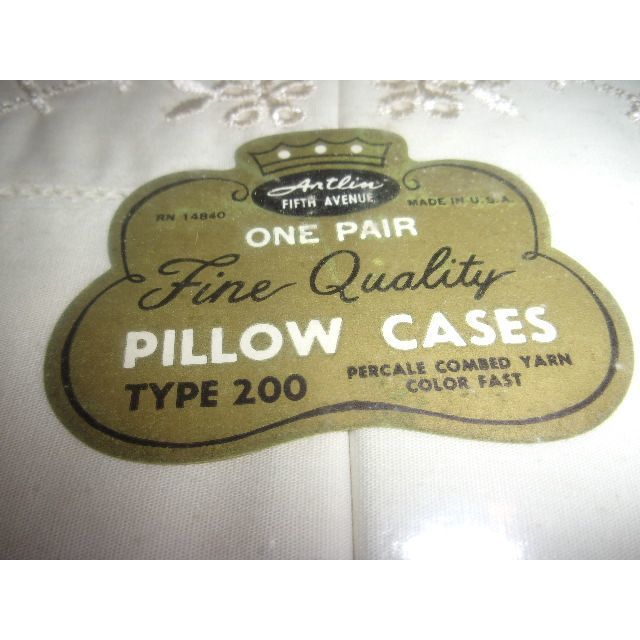 Artlin
FIFTH AVENUE
RN 14840
MADE IN U.S.A.
ONE PAIR
Fine Quality
PILLOW CASES
TYPE 200
PERCALE COMBED YARN
COLOR FAST